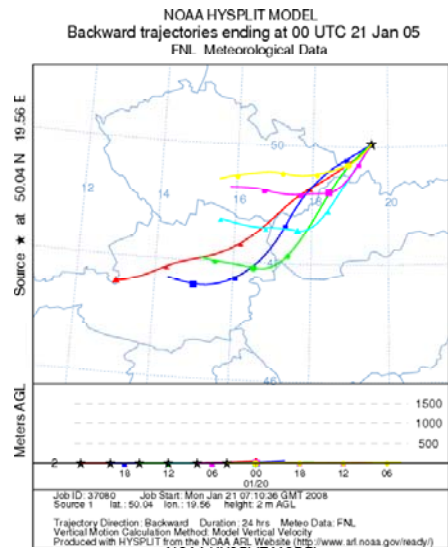 NOAA HYSPLIT MODEL
Backward trajectories ending at 00 UTC 21 Jan 05
FNL Meteorological Data
Source ★ at 50.04 N 19.56 E
50
12
14
16
18
20
Meters AGL
1500
1000
500
2
18
12
06
00
18
12
06
01/20
Job ID: 37080 Job Start: Mon Jan 21 07:10:36 GMT 2008
Source 1 lat.: 50.04 lon.: 19.56 height: 2 m AGL
Trajectory Direction: Backward Duration: 24 hrs Meteo Data: FNL
Vertical Motion Calculation Method: Model Vertical Velocity
Produced with HYSPLIT from the NOAA ARL Website (http://www.arl.noaa.gov/ready/)